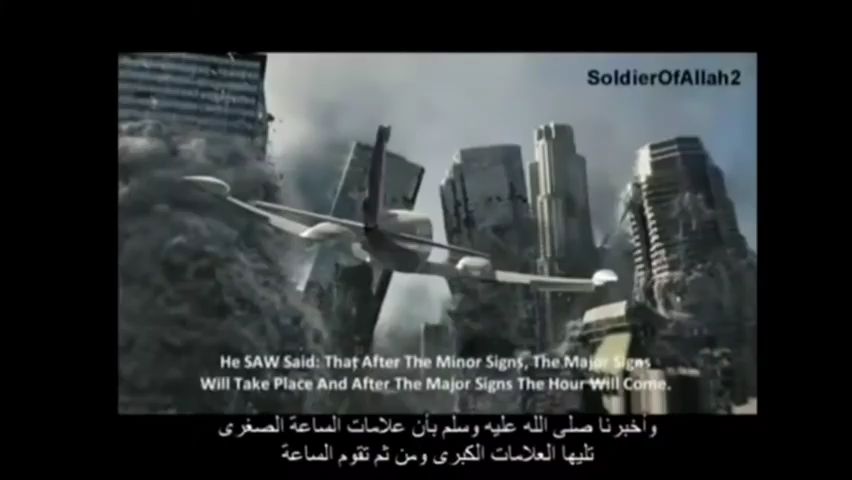 SoldierOfAllah2
He SAW Said: That After The Minor Signs, The Major Signs
Will Take Place And After The Major Signs The Hour Will Come.
وأخبرنا صلى الله عليه وسلم بأن علامات الساعة الصغرى
تليها العلامات الكبرى ومن ثم تقوم الساعة